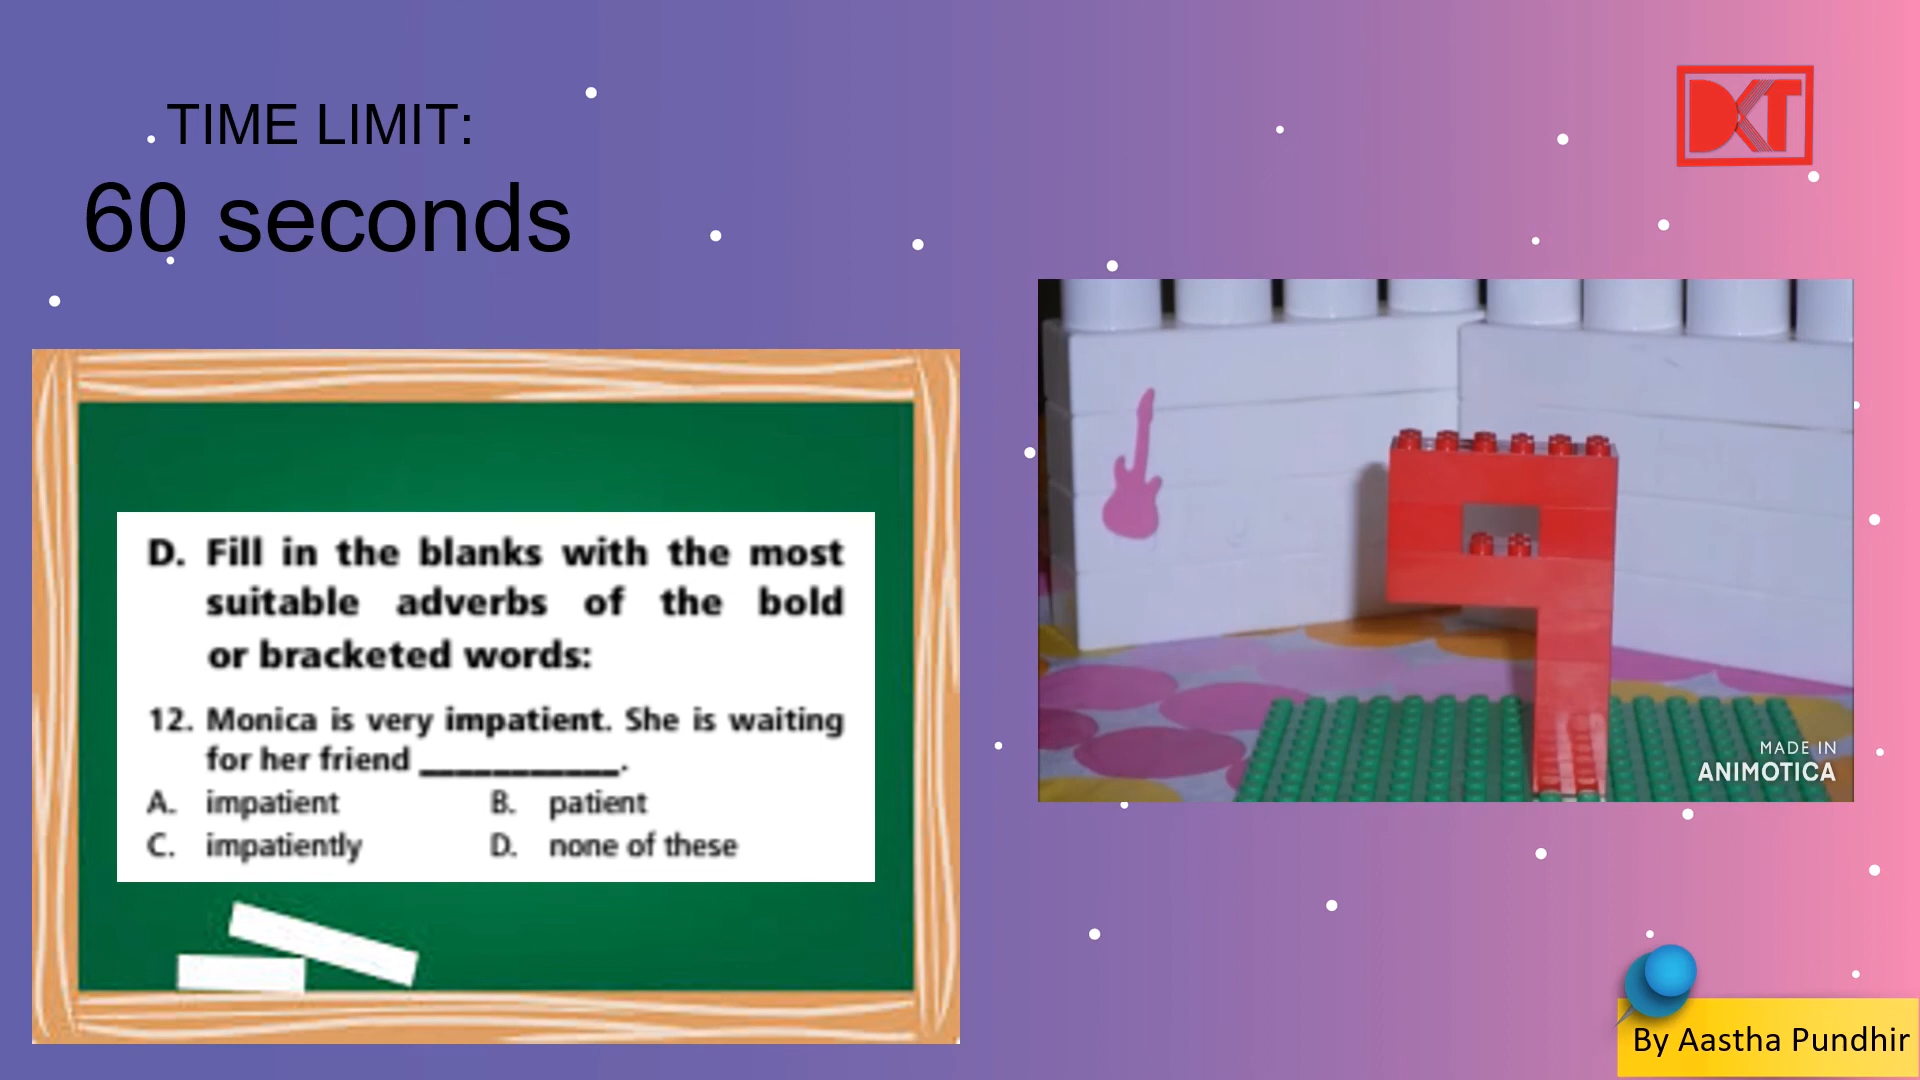 TIME LIMIT:
60 seconds
DKT
D. Fill in the blanks with the most
suitable adverbs of the bold
or bracketed words:
12. Monica is very impatient. She is waiting
for her friend ____________.
A. impatient B. patient
C. impatiently D. none of these
MADE IN
ANIMOTICA
By Aastha Pundhir